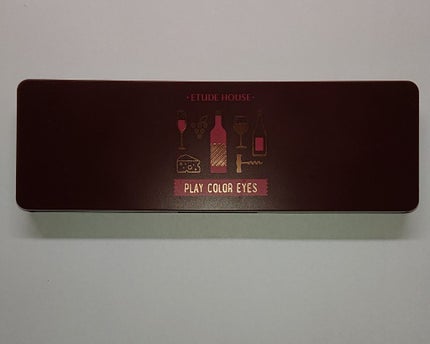 ·ETUDE HOUSE·
PLAY COLOR EYES